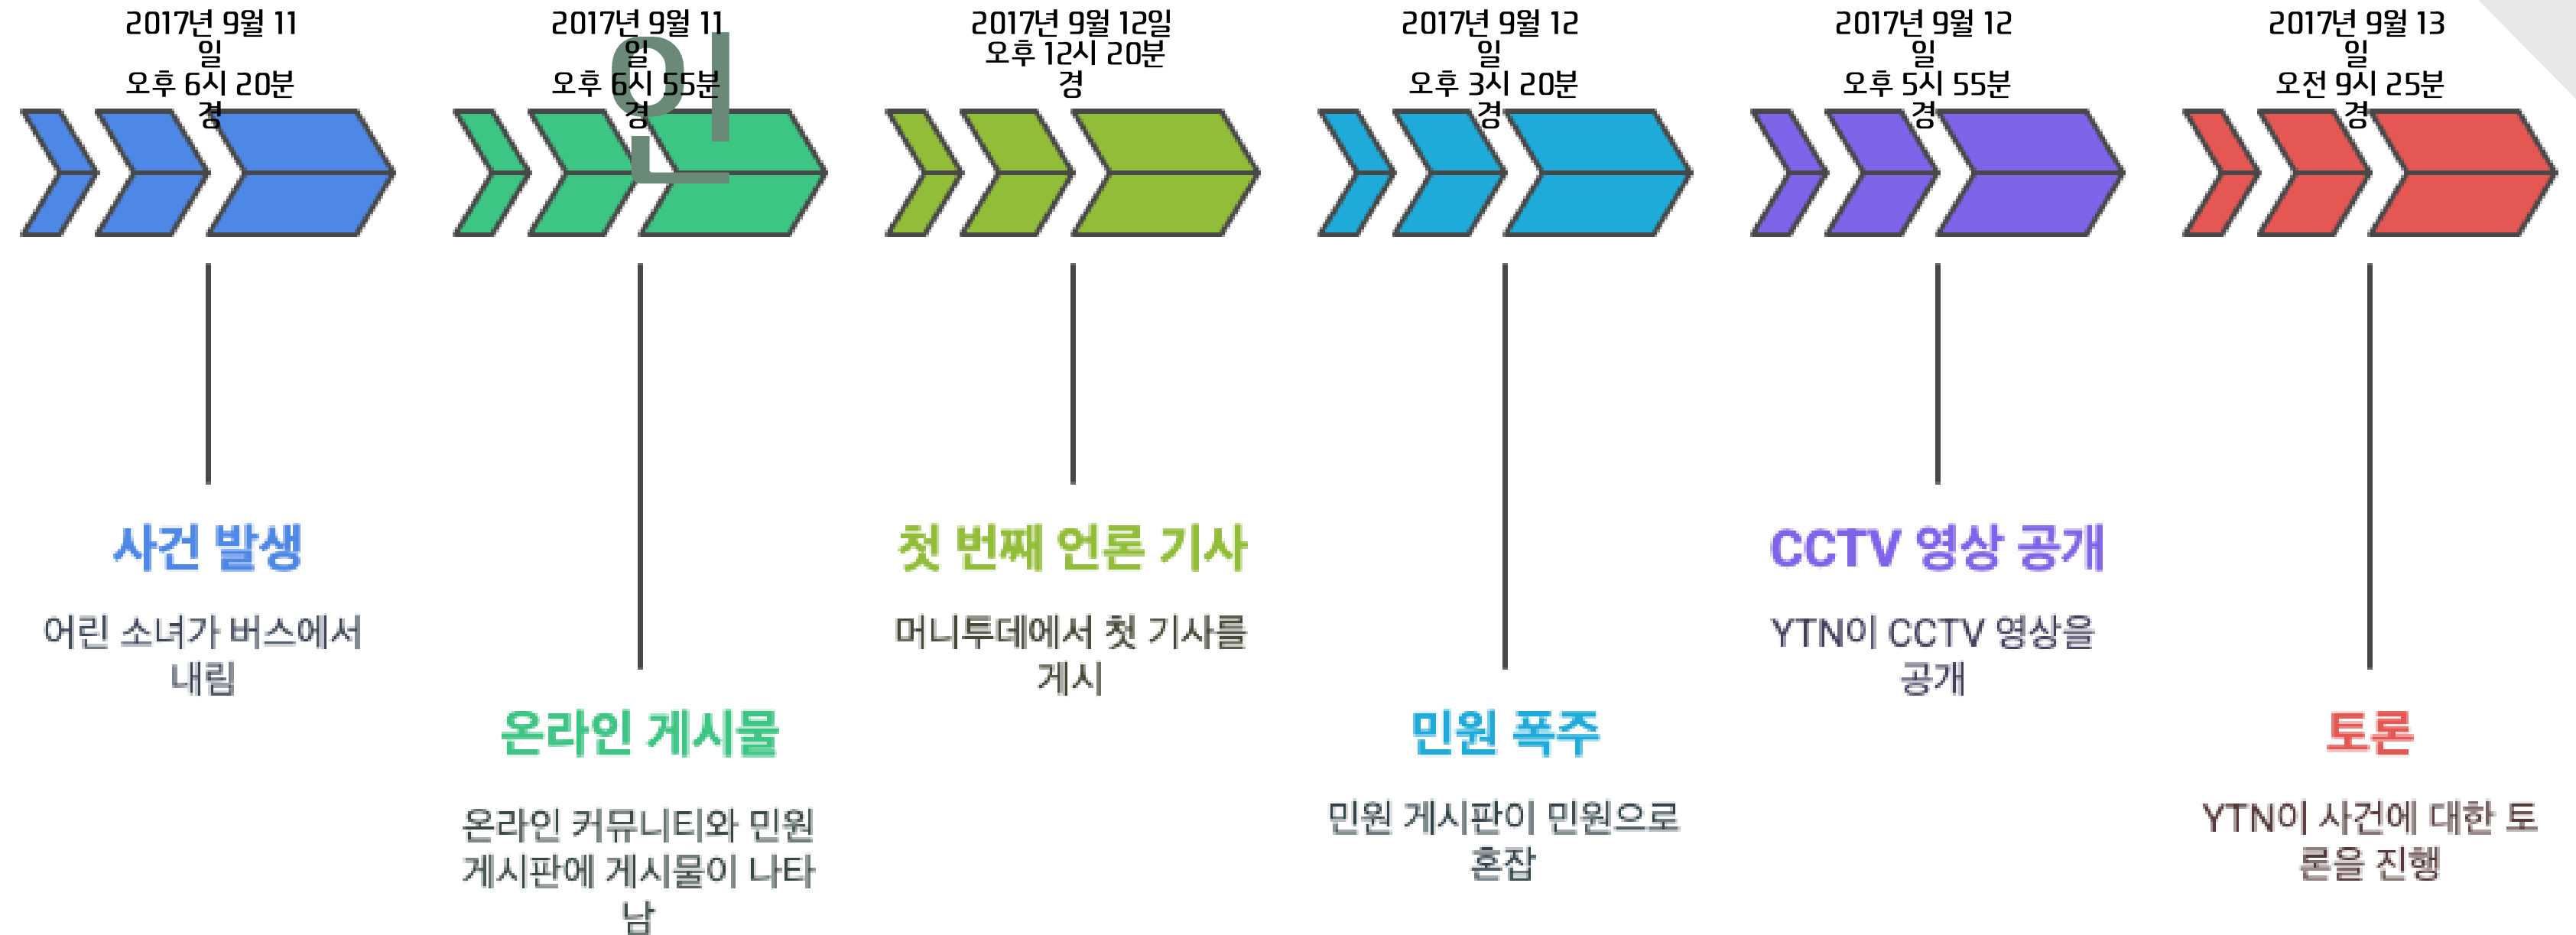 2017년 9월 11
일
오후 6시 20분
경
2017년 9월 11
일
오후 6시 55분
경
인
2017년 9월 12일
오후 12시 20분
경
2017년 9월 12
일
오후 3시 20분
경
2017년 9월 12
일
오후 5시 55분
경
2017년 9월 13
일
오전 9시 25분
경
사건 발생
어린 소녀가 버스에서
내림
온라인 게시물
온라인 커뮤니티와 민원
게시판에 게시물이 나타
남
첫 번째 언론 기사
머니투데에서 첫 기사를
게시
민원 폭주
민원 게시판이 민원으로
혼잡
CCTV 영상 공개
YTN이 CCTV 영상을
공개
토론
YTN이 사건에 대한 토
론을 진행